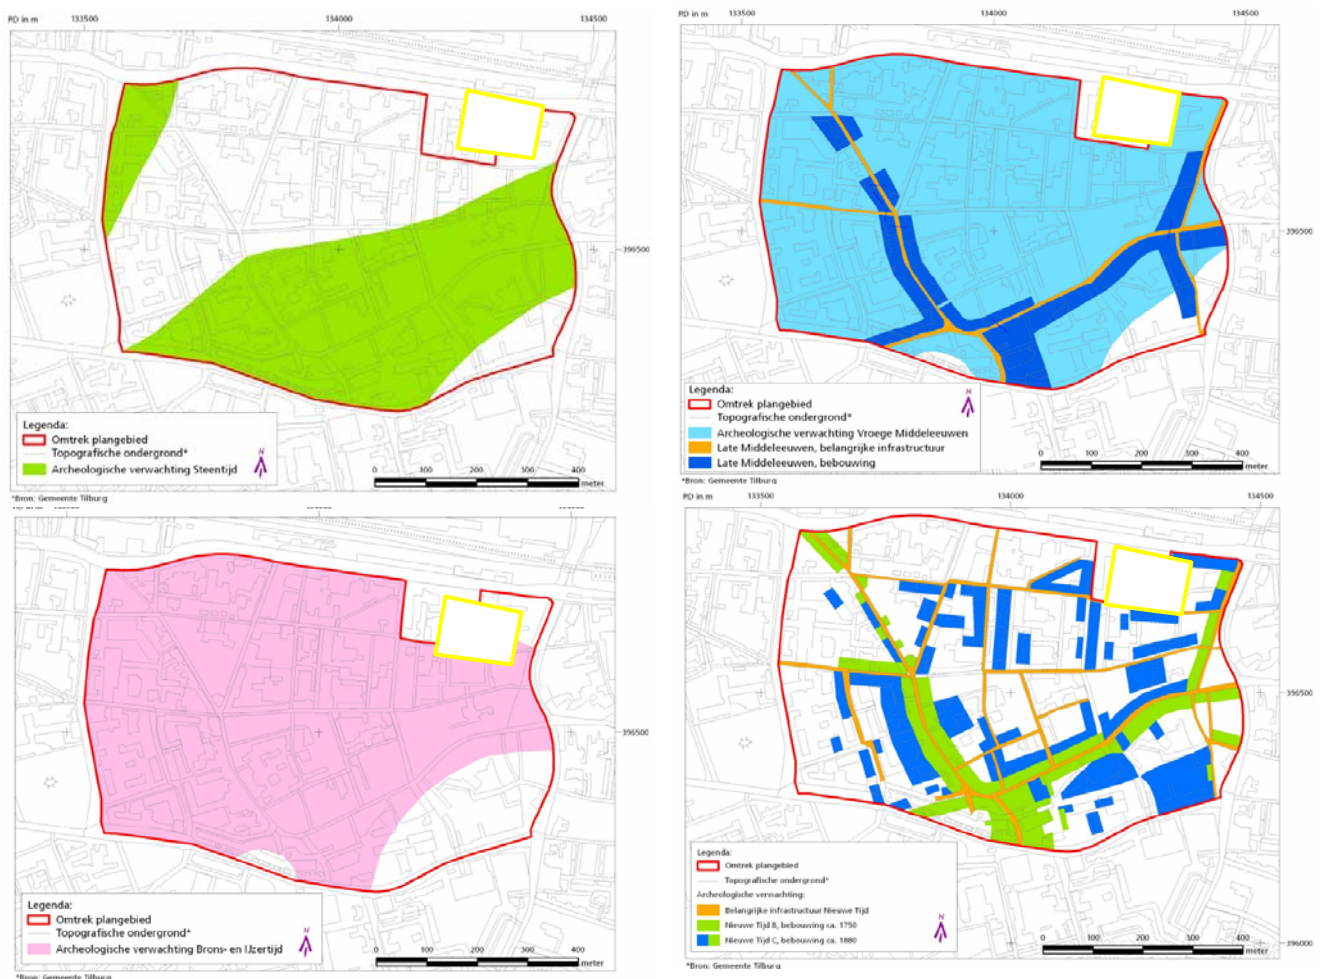 RD in m 133500 134000 134500
396500
Legenda:
Omtrek plangebied
Topografische ondergrond*
Archeologische verwachting Steentijd
N
0 100 200 300 400
meter
*Bron: Gemeente Tilburg
RD in m 133500 134000 134500
396500
Legenda:
Omtrek plangebied
Topografische ondergrond*
Archeologische verwachting Vroege Middeleeuwen
Late Middeleeuwen, belangrijke infrastructuur
Late Middeleeuwen, bebouwing
N
0 100 200 300 400
meter
*Bron: Gemeente Tilburg
396500
Legenda:
Omtrek plangebied
Topografische ondergrond*
Archeologische verwachting Brons- en IJzertijd
N
0 100 200 300 400
meter
*Bron: Gemeente Tilburg
RD in m 133500 134000 134500
396500
Legenda:
Omtrek plangebied
Topografische ondergrond*
Archeologische verwachting:
Belangrijke infrastructuur Nieuwe Tijd
Nieuwe Tijd B, bebouwing ca. 1750
Nieuwe Tijd C, bebouwing ca. 1880
N
0 100 200 300 400
meter
396000
*Bron: Gemeente Tilburg